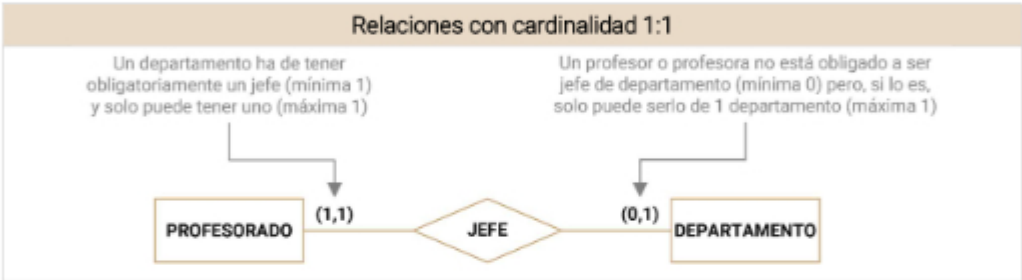 Relaciones con cardinalidad 1:1
Un departamento ha de tener
obligatoriamente un jefe (mínima 1)
y solo puede tener uno (máxima 1)
Un profesor o profesora no está obligado a ser
jefe de departamento (mínima 0) pero, si lo es,
solo puede serlo de 1 departamento (máxima 1)
(1,1)
(0,1)
PROFESORADO
JEFE
DEPARTAMENTO